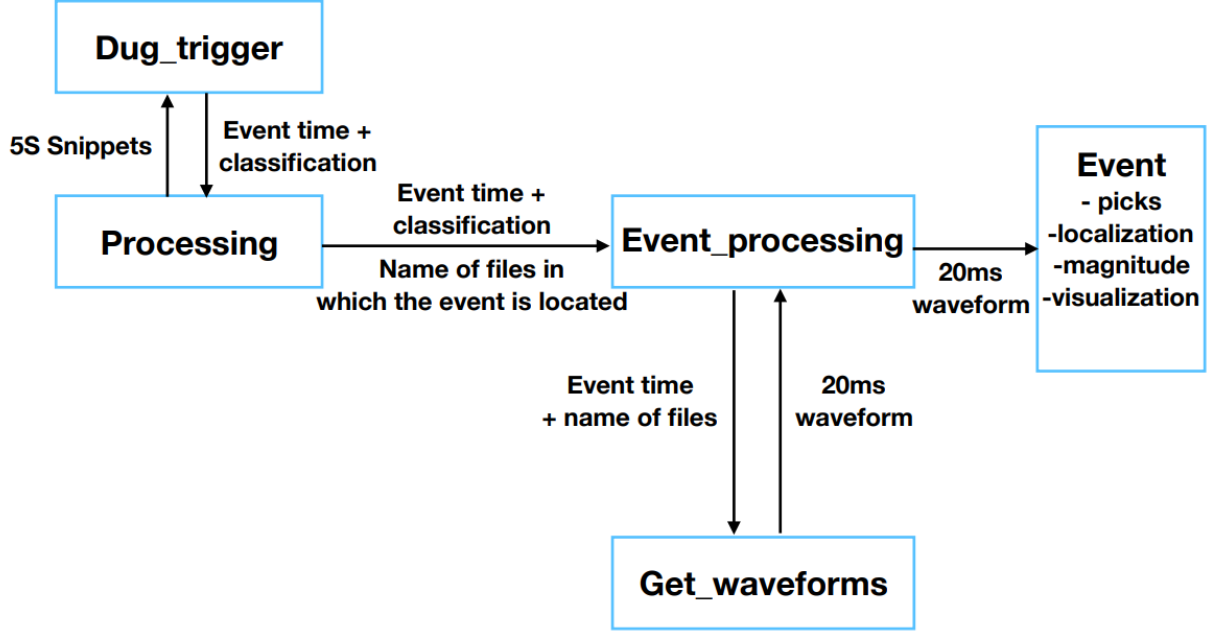 Dug_trigger
5S Snippets
Event time +
classification
Processing
Event time +
classification
Name of files in
which the event is located
Event_processing
20ms
waveform
Event
- picks
-localization
-magnitude
-visualization
Event time
+ name of files
20ms
waveform
Get_waveforms